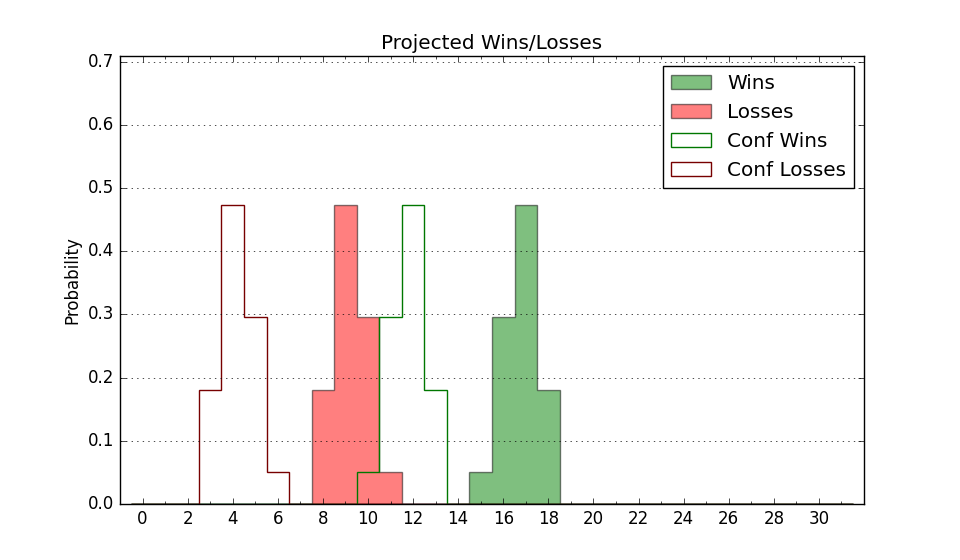 Projected Wins/Losses
0.7
0.6
0.5
0.4
0.3
0.2
0.1
0.0
Probability
Wins
Losses
Conf Wins
Conf Losses
0 2 4 6 8 10 12 14 16 18 20 22 24 26 28 30